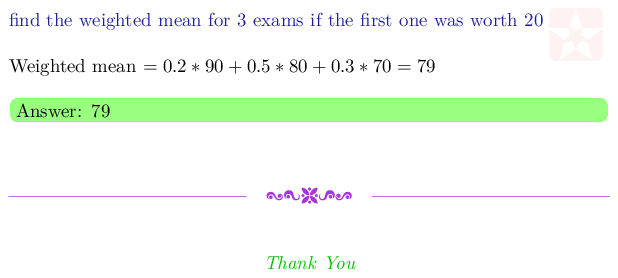 find the weighted mean for 3 exams if the first one was worth 20
Weighted mean = 0.2 * 90 + 0.5 * 80 + 0.3 * 70 = 79
Answer: 79
Thank You